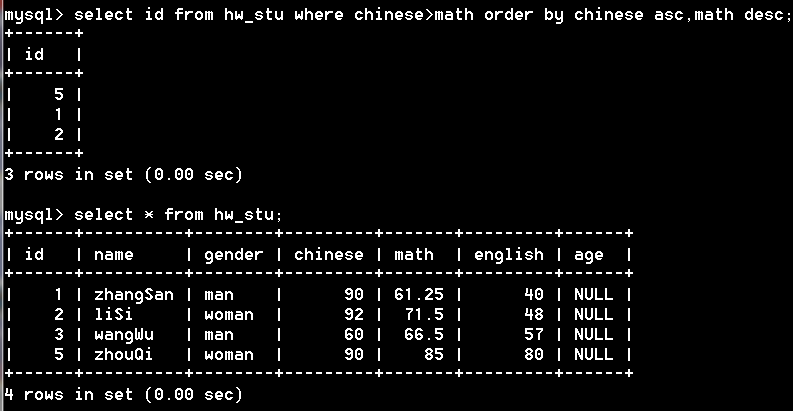 mysql> select id from hw_stu where chinese>math order by chinese asc,math desc;
+------+
| id   |
+------+
|    5 |
|    1 |
|    2 |
+------+
3 rows in set (0.00 sec)

mysql> select * from hw_stu;
+------+----------+--------+---------+-------+---------+------+
| id   | name     | gender | chinese | math  | english | age  |
+------+----------+--------+---------+-------+---------+------+
|    1 | zhangSan | man    |      90 | 61.25 |      40 | NULL |
|    2 | liSi     | woman  |      92 |  71.5 |      48 | NULL |
|    3 | wangWu   | man    |      60 |  66.5 |      57 | NULL |
|    5 | zhouQi   | woman  |      90 |    85 |      80 | NULL |
+------+----------+--------+---------+-------+---------+------+
4 rows in set (0.00 sec)